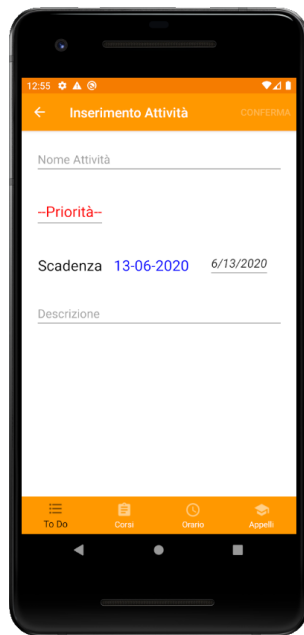 12:55
Inserimento Attività CONFERMA
Nome Attività
--Priorità--
Scadenza 13-06-2020 6/13/2020
Descrizione
To Do Corsi Orario Appelli